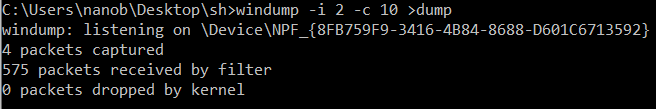 C:\Users\nanob\Desktop\sh>windump -i 2 -c 10 >dump
windump: listening on \Device\NPF_{8FB759F9-3416-4B84-8688-D601C6713592}
4 packets captured
575 packets received by filter
0 packets dropped by kernel